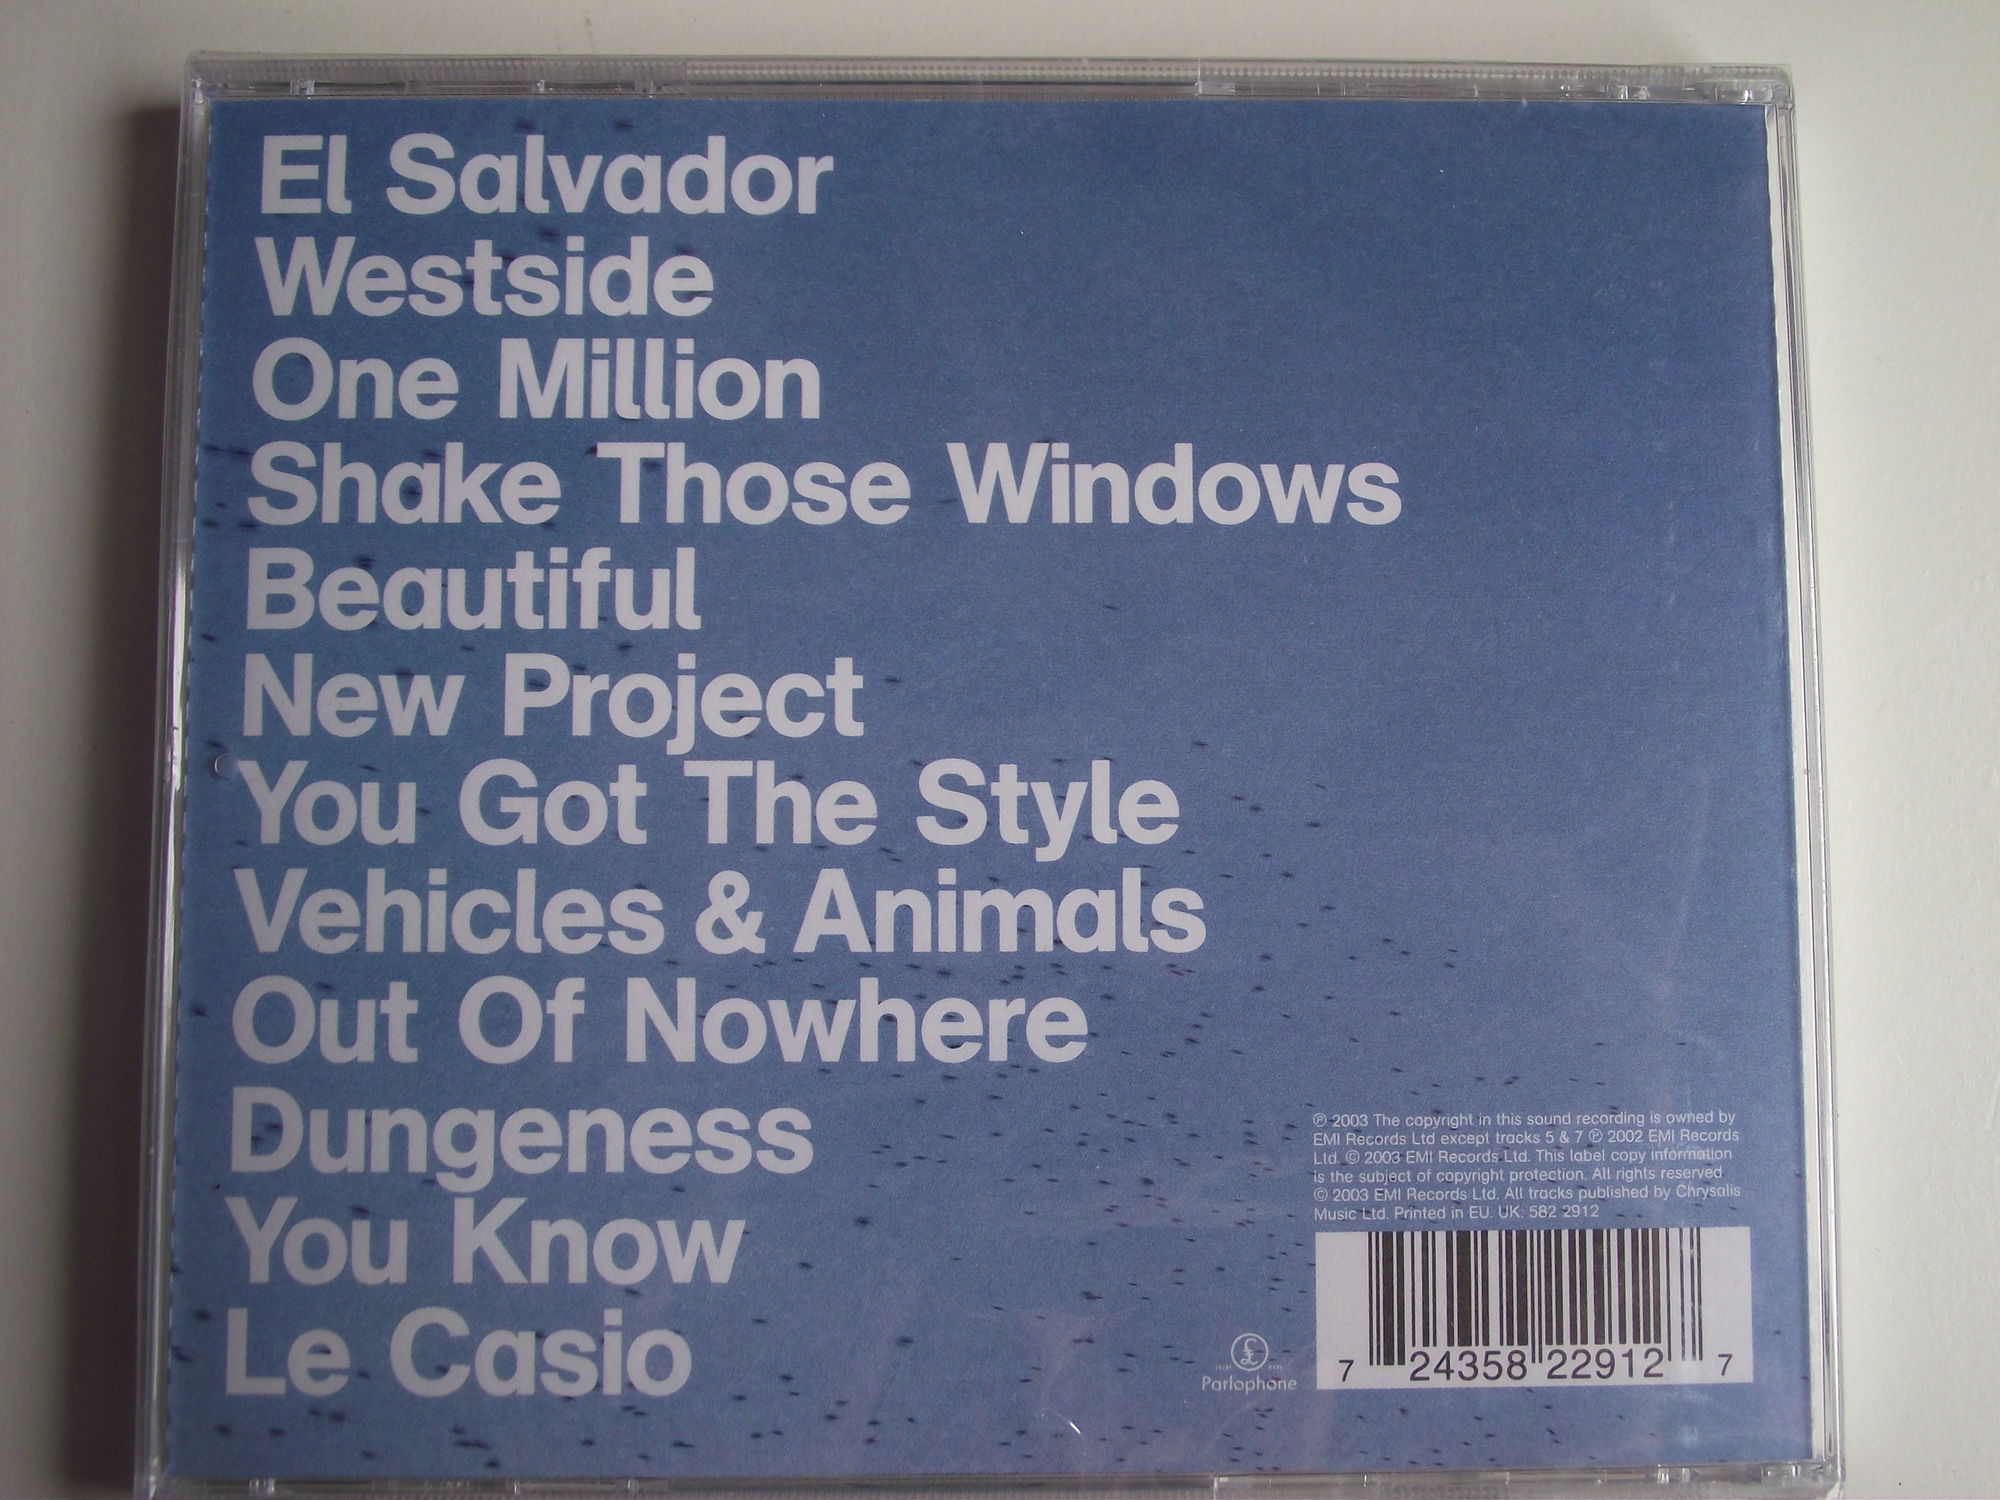 El Salvador
Westside
One Million
Shake Those Windows
Beautiful
New Project
You Got The Style
Vehicles & Animals
Out Of Nowhere
Dungeness
You Know
Le Casio
℗ 2003 The copyright in this sound recording is owned by
EMI Records Ltd except tracks 5 & 7 ℗ 2002 EMI Records
Ltd. © 2003 EMI Records Ltd. This label copy information
is the subject of copyright protection. All rights reserved
© 2003 EMI Records Ltd. All tracks published by Chrysalis
Music Ltd. Printed in EU. UK: 582 2912
Parlophone
7 24358 22912 7